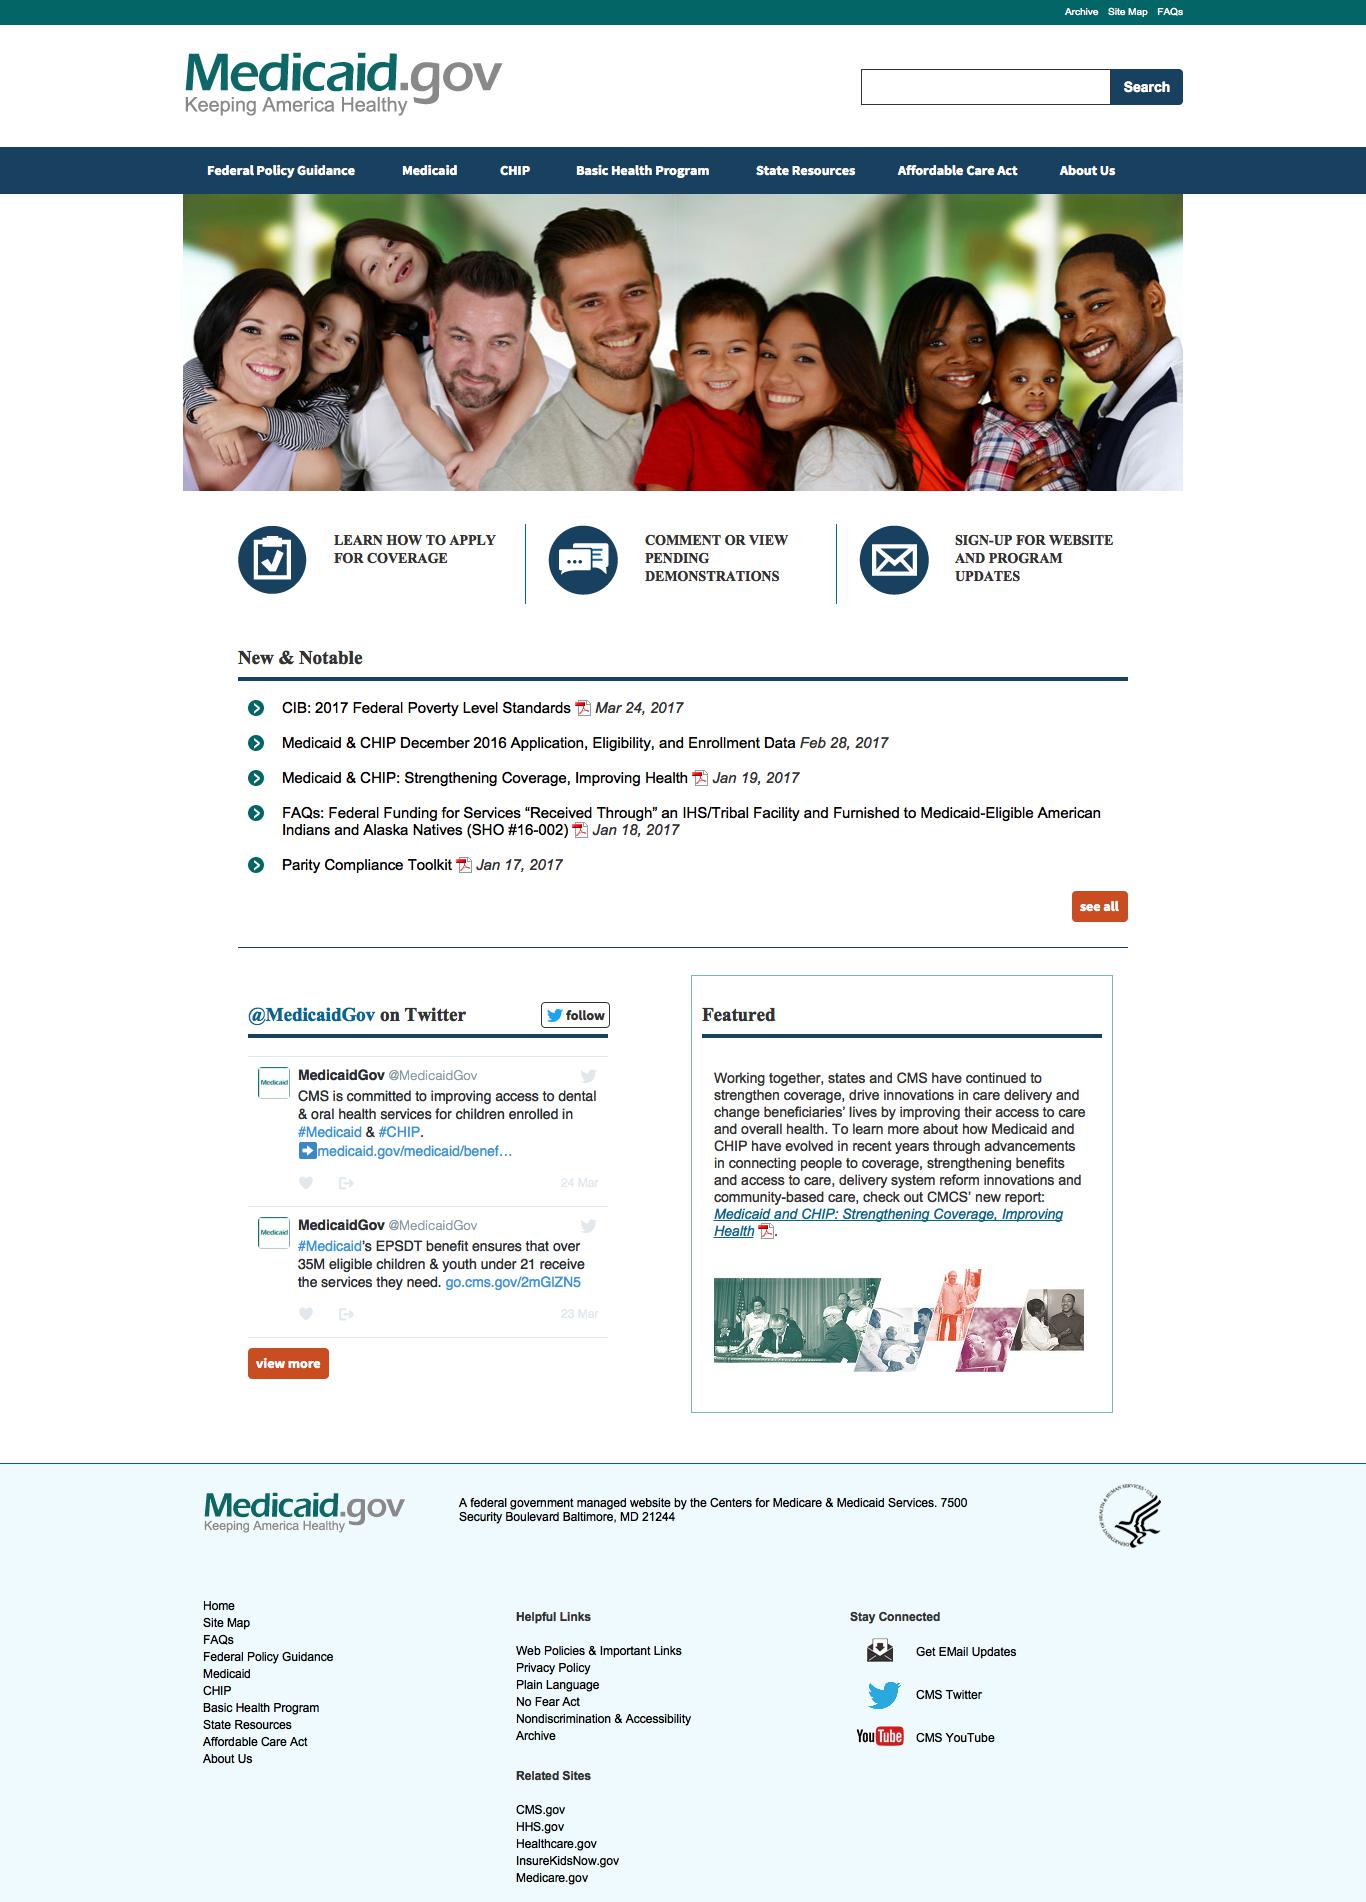 Archive Site Map FAQs
Medicaid.gov
Keeping America Healthy
Search
Federal Policy Guidance Medicaid CHIP Basic Health Program State Resources Affordable Care Act About Us
LEARN HOW TO APPLY
FOR COVERAGE
COMMENT OR VIEW
PENDING
DEMONSTRATIONS
SIGN-UP FOR WEBSITE
AND PROGRAM
UPDATES
New & Notable
CIB: 2017 Federal Poverty Level Standards Mar 24, 2017
Medicaid & CHIP December 2016 Application, Eligibility, and Enrollment Data Feb 28, 2017
Medicaid & CHIP: Strengthening Coverage, Improving Health Jan 19, 2017
FAQs: Federal Funding for Services “Received Through” an IHS/Tribal Facility and Furnished to Medicaid-Eligible American
Indians and Alaska Natives (SHO #16-002) Jan 18, 2017
Parity Compliance Toolkit Jan 17, 2017
see all
@MedicaidGov on Twitter
follow
Medicaid
MedicaidGov @MedicaidGov
CMS is committed to improving access to dental
& oral health services for children enrolled in
#Medicaid & #CHIP.
medicaid.gov/medicaid/benef…
24 Mar
Medicaid
MedicaidGov @MedicaidGov
#Medicaid's EPSDT benefit ensures that over
35M eligible children & youth under 21 receive
the services they need. go.cms.gov/2mGlZN5
23 Mar
view more
Featured
Working together, states and CMS have continued to
strengthen coverage, drive innovations in care delivery and
change beneficiaries’ lives by improving their access to care
and overall health. To learn more about how Medicaid and
CHIP have evolved in recent years through advancements
in connecting people to coverage, strengthening benefits
and access to care, delivery system reform innovations and
community-based care, check out CMCS’ new report:
Medicaid and CHIP: Strengthening Coverage, Improving
Health .
Medicaid.gov
Keeping America Healthy
A federal government managed website by the Centers for Medicare & Medicaid Services. 7500
Security Boulevard Baltimore, MD 21244
DEPARTMENT OF HEALTH & HUMAN SERVICES • USA
Home
Site Map
FAQs
Federal Policy Guidance
Medicaid
CHIP
Basic Health Program
State Resources
Affordable Care Act
About Us
Helpful Links
Web Policies & Important Links
Privacy Policy
Plain Language
No Fear Act
Nondiscrimination & Accessibility
Archive
Related Sites
CMS.gov
HHS.gov
Healthcare.gov
InsureKidsNow.gov
Medicare.gov
Stay Connected
Get EMail Updates
CMS Twitter
YouTube CMS YouTube